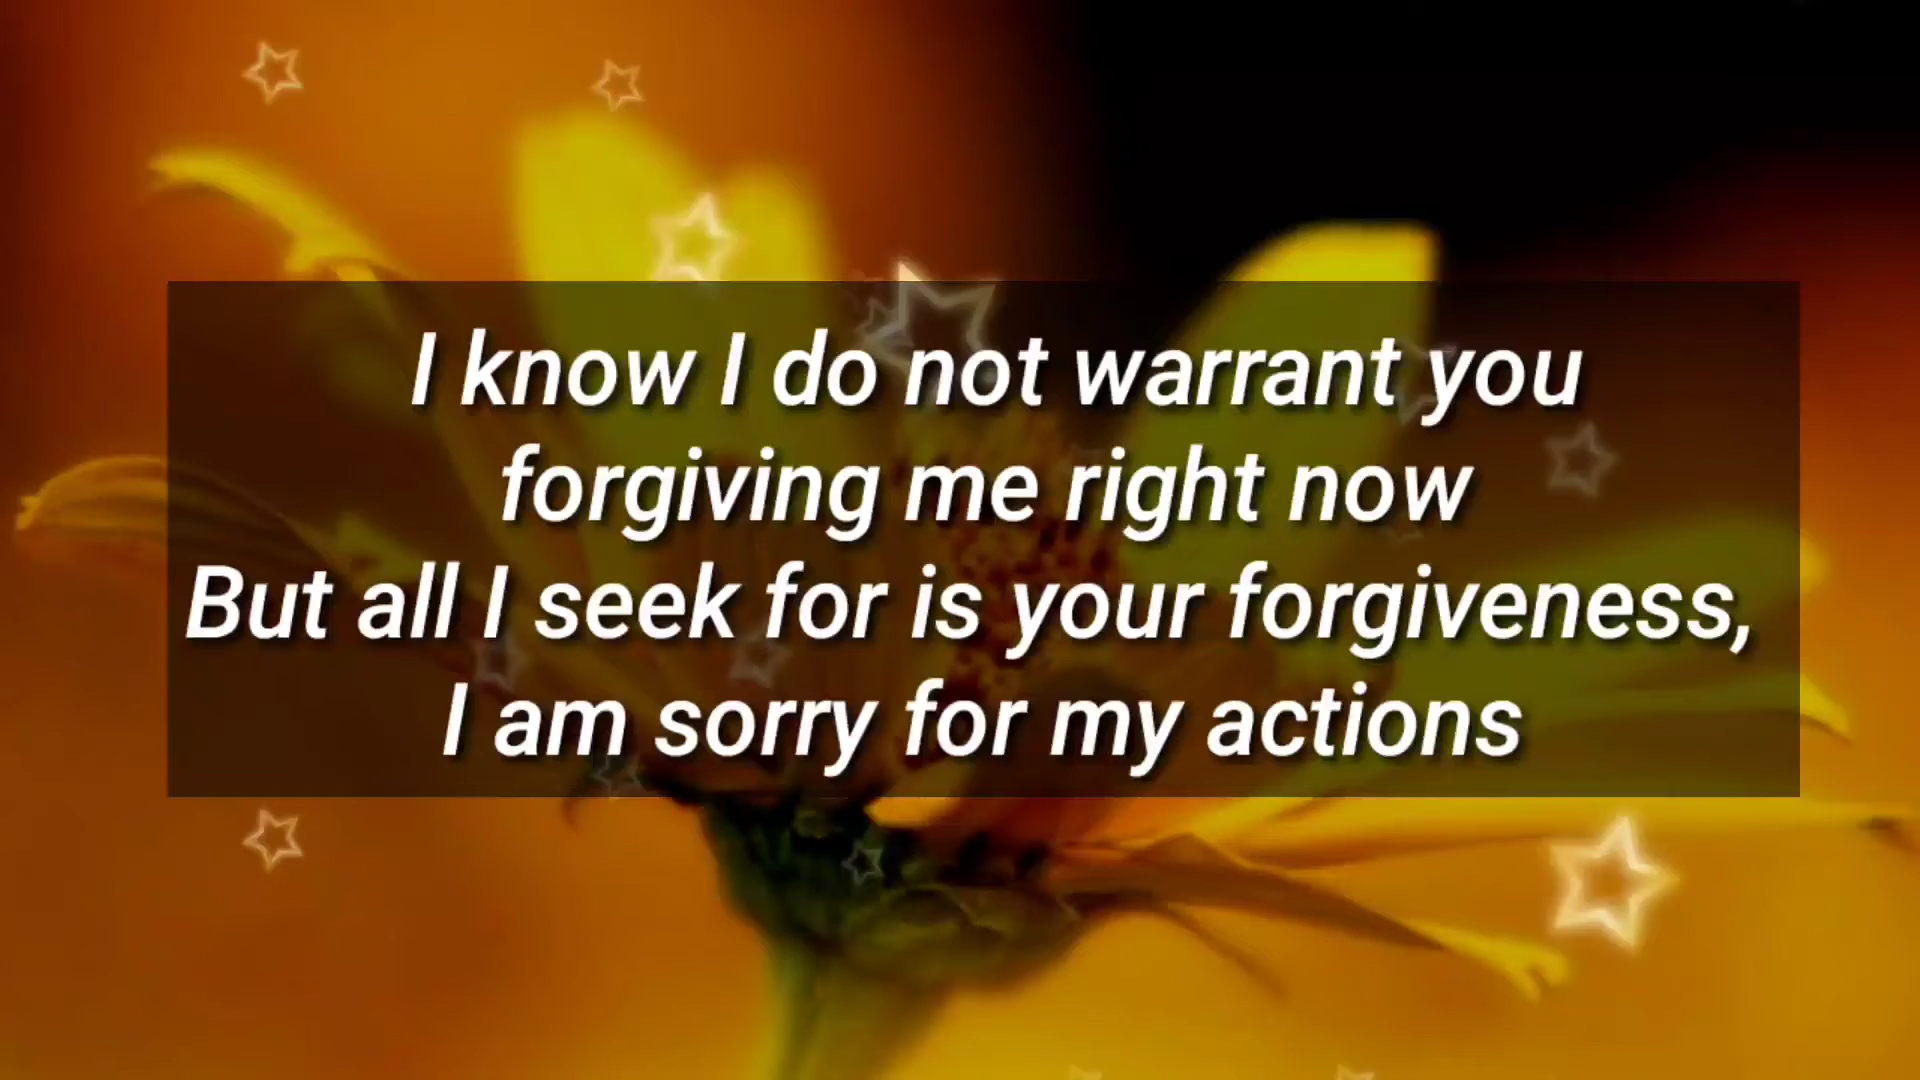 I know I do not warrant you
forgiving me right now
But all I seek for is your forgiveness,
I am sorry for my actions